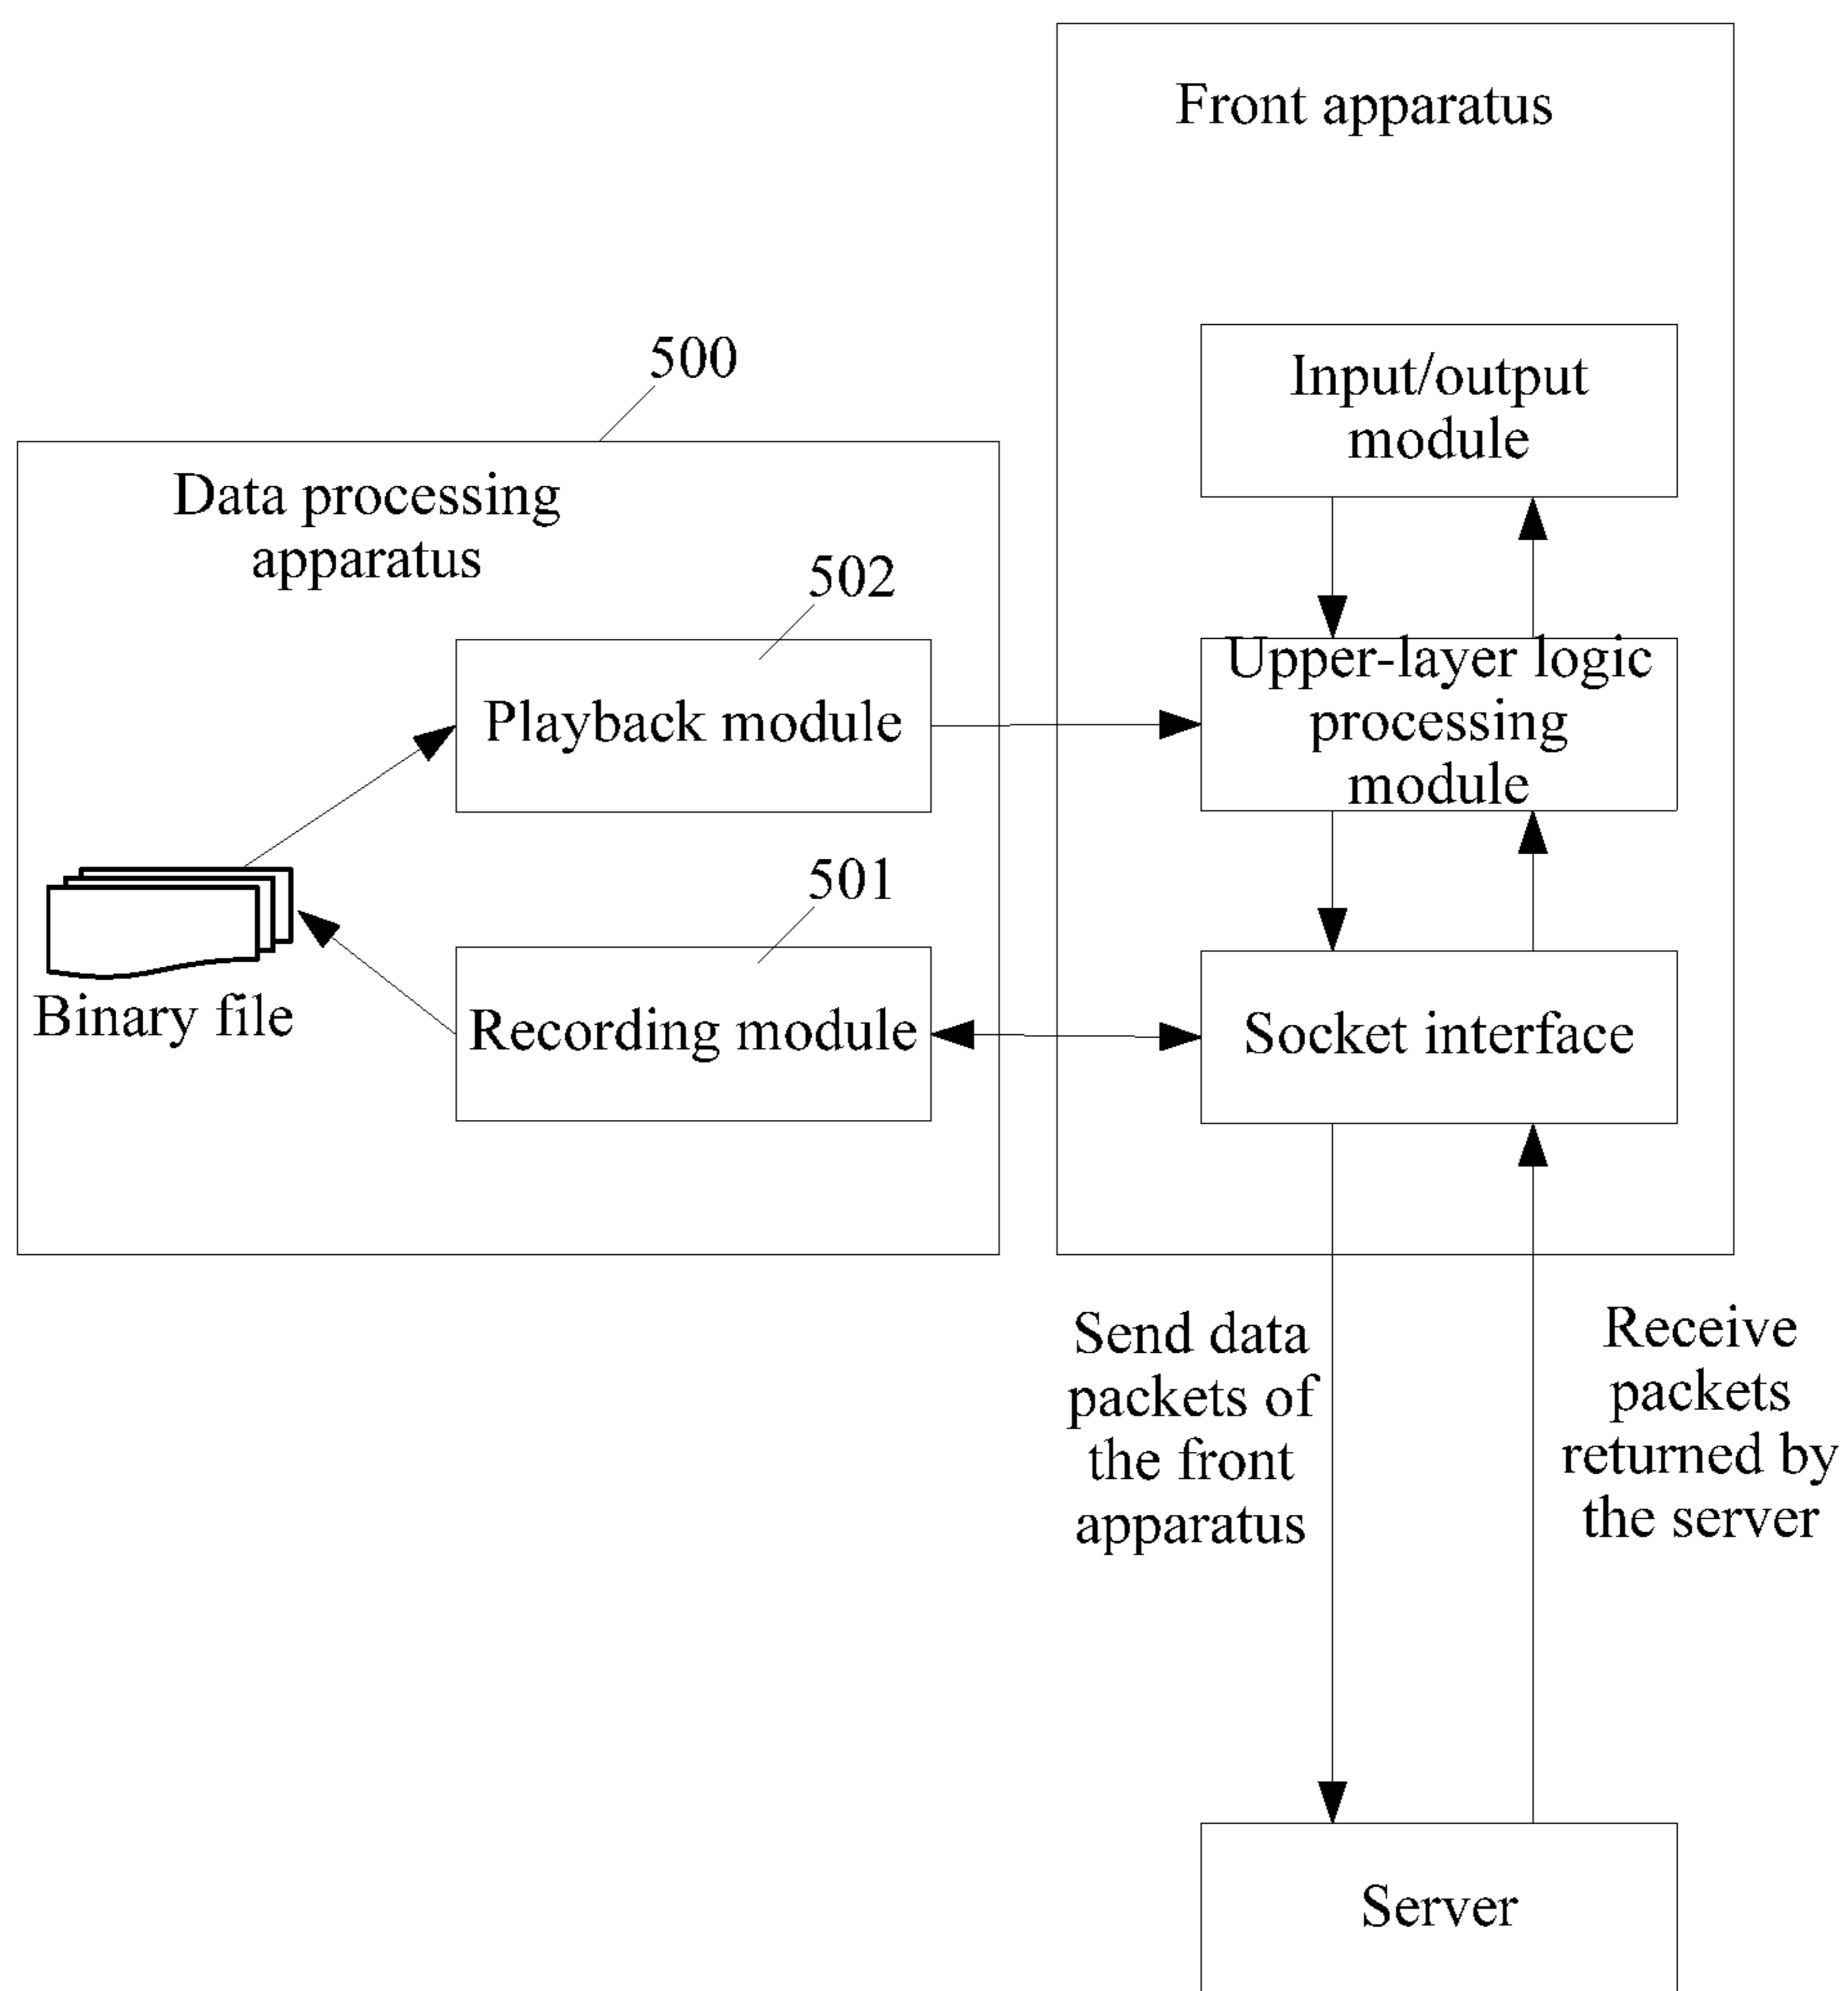 Front apparatus
Input/output
module
500
Data processing
apparatus
502
Playback module
Upper-layer logic
processing
module
501
Binary file
Recording module
Socket interface
Send data
packets of
the front
apparatus
Receive
packets
returned by
the server
Server